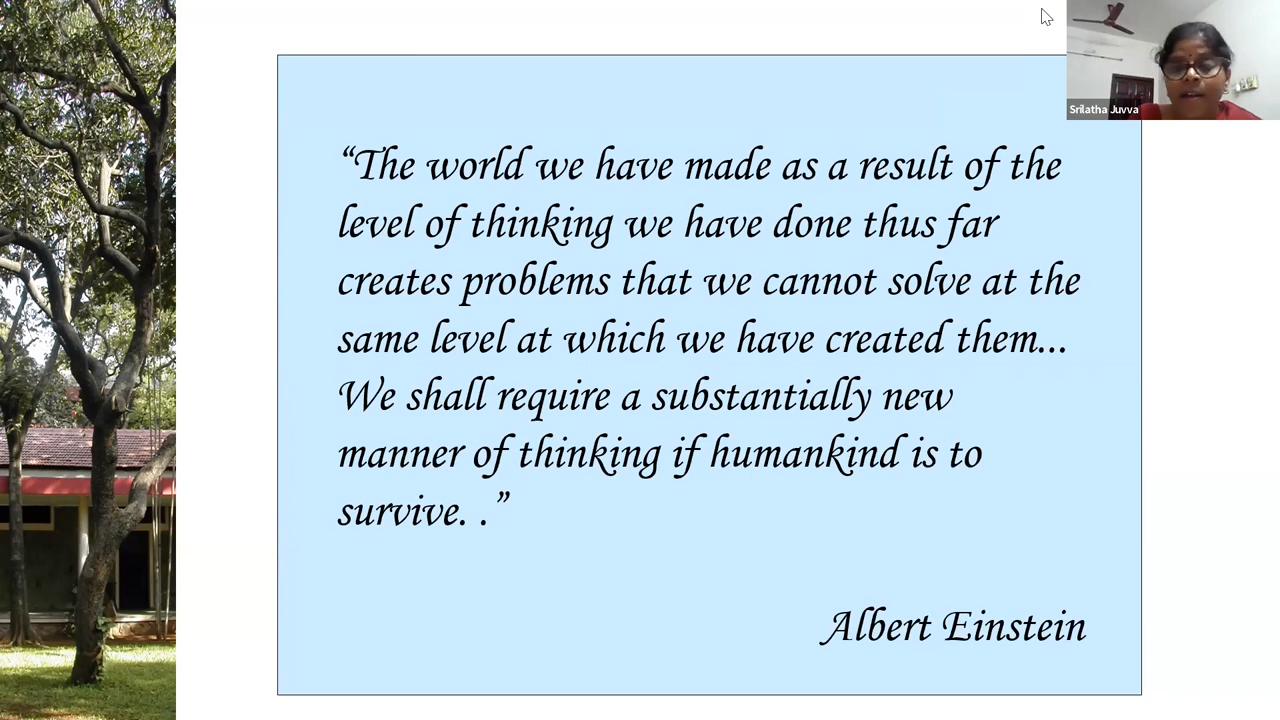 Srilatha Juvva
“The world we have made as a result of the
level of thinking we have done thus far
creates problems that we cannot solve at the
same level at which we have created them...
We shall require a substantially new
manner of thinking if humankind is to
survive. .”
Albert Einstein